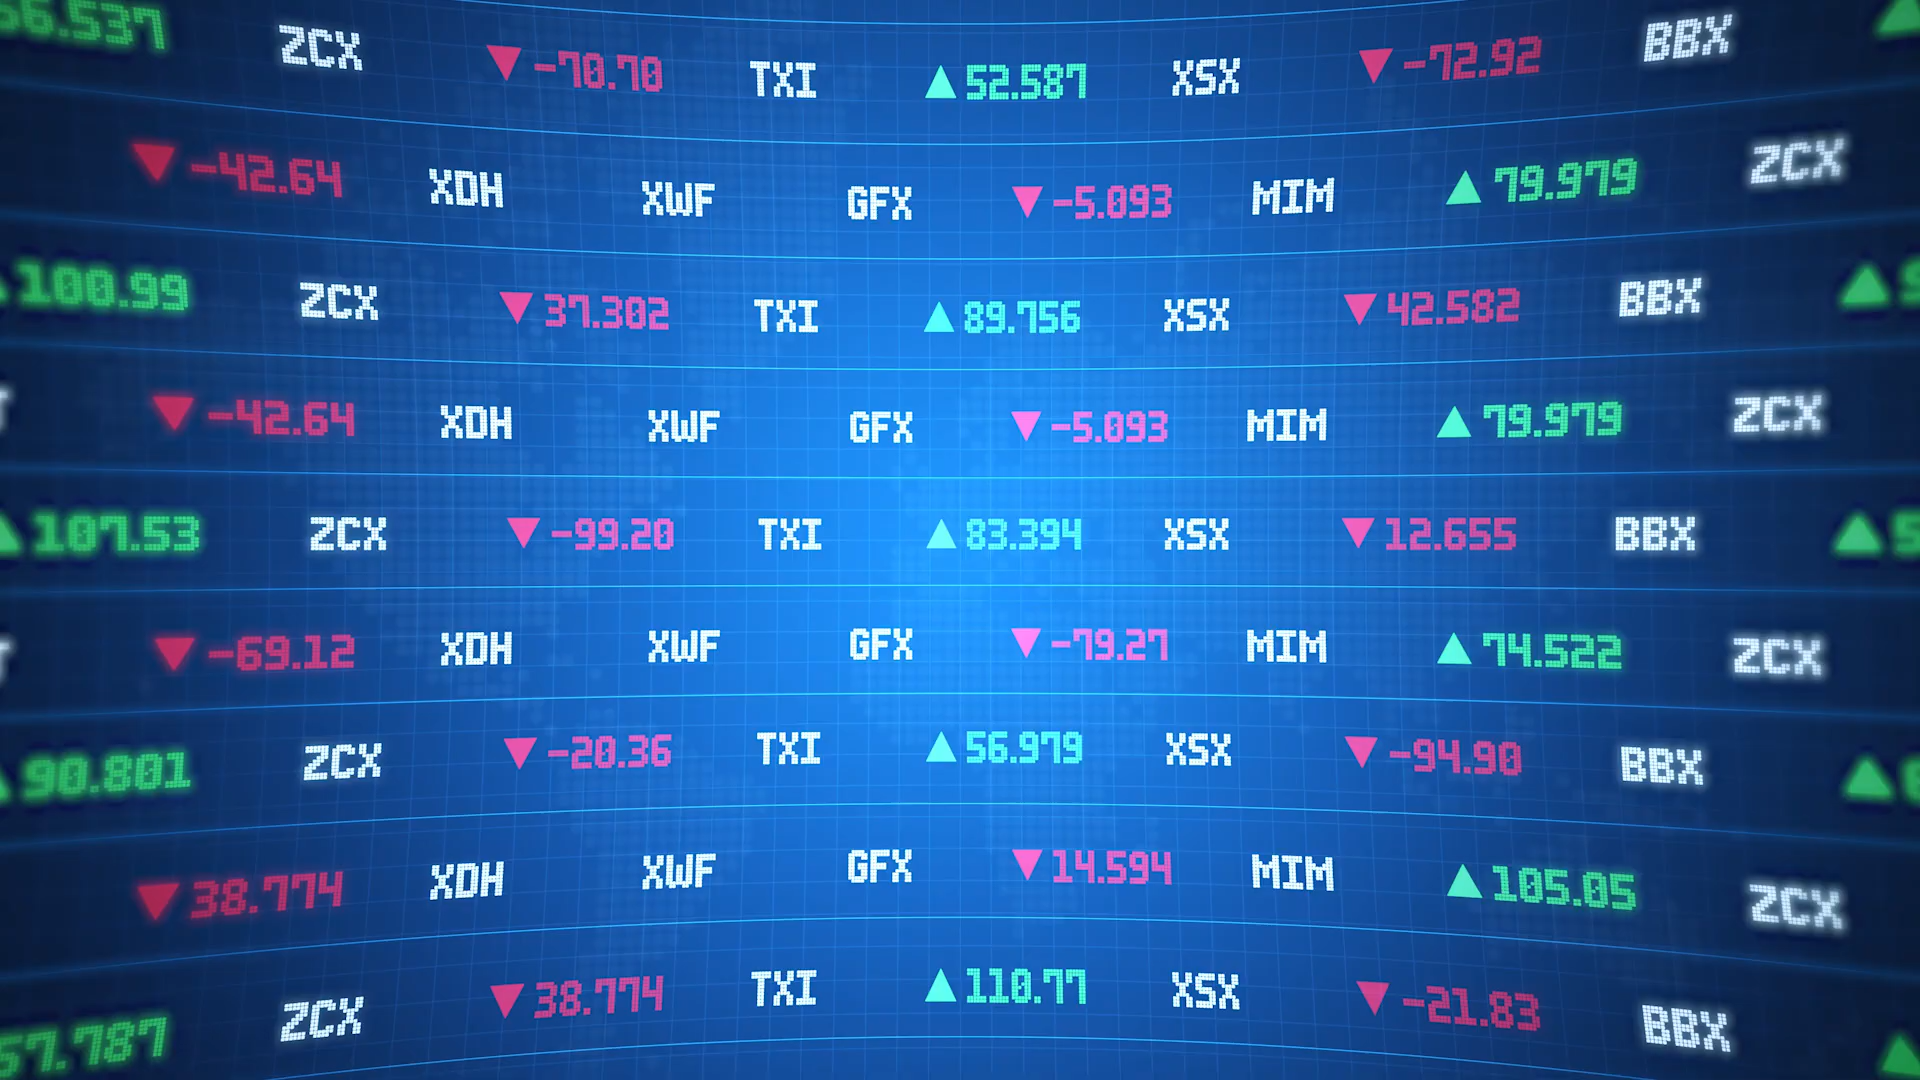 ZCX ▼-70.70 TXI ▲52.587 XSX ▼-72.92 BBX
▼-42.64 XDH XWF GFX ▼-5.093 MIM ▲79.979 ZCX
▲100.99 ZCX ▼37.302 TXI ▲89.756 XSX ▼42.582 BBX
▼-42.64 XDH XWF GFX ▼-5.093 MIM ▲79.979 ZCX
▲107.53 ZCX ▼-99.20 TXI ▲83.394 XSX ▼12.655 BBX
▼-69.12 XDH XWF GFX ▼-79.27 MIM ▲74.522 ZCX
▲90.801 ZCX ▼-20.36 TXI ▲56.979 XSX ▼-94.90 BBX
▼38.774 XDH XWF GFX ▼14.594 MIM ▲105.05 ZCX
57.787 ZCX ▼38.774 TXI ▲110.77 XSX ▼-21.83 BBX